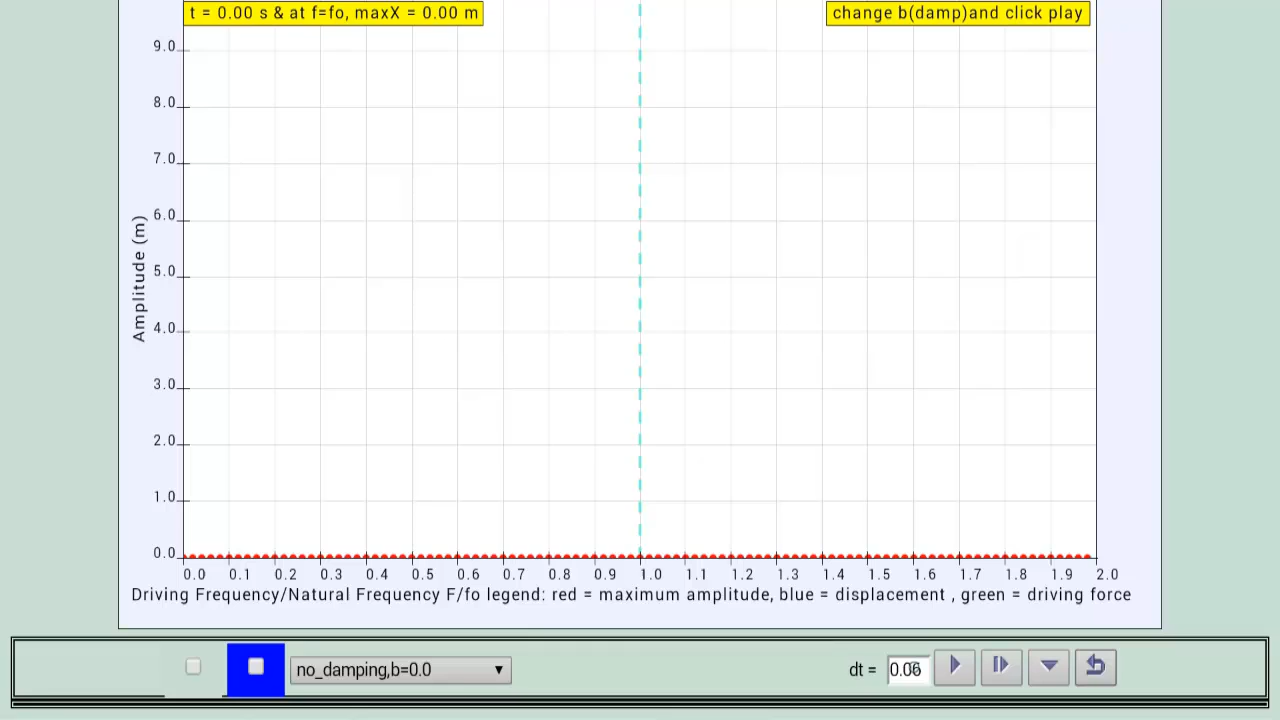 t = 0.00 s & at f=fo, maxX = 0.00 m
change b(damp)and click play
9.0
8.0
7.0
6.0
5.0
4.0
3.0
2.0
1.0
0.0
Amplitude (m)
0.0 0.1 0.2 0.3 0.4 0.5 0.6 0.7 0.8 0.9 1.0 1.1 1.2 1.3 1.4 1.5 1.6 1.7 1.8 1.9 2.0
Driving Frequency/Natural Frequency F/fo legend: red = maximum amplitude, blue = displacement , green = driving force
no_damping,b=0.0
dt = 0.06